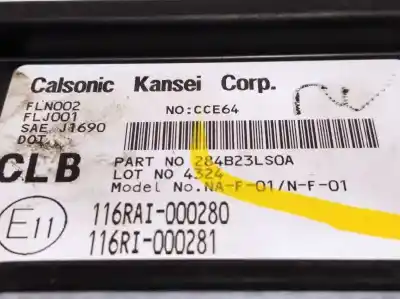 Calsonic Kansei Corp.
FLN002
FLJ001
SAE J1690
DOT
NO:CCE64
CLB
PART NO 284B23LS0A
LOT NO 4324
Model No.NA-F-01/N-F-01
E11
116RAI-000280
116RI-000281